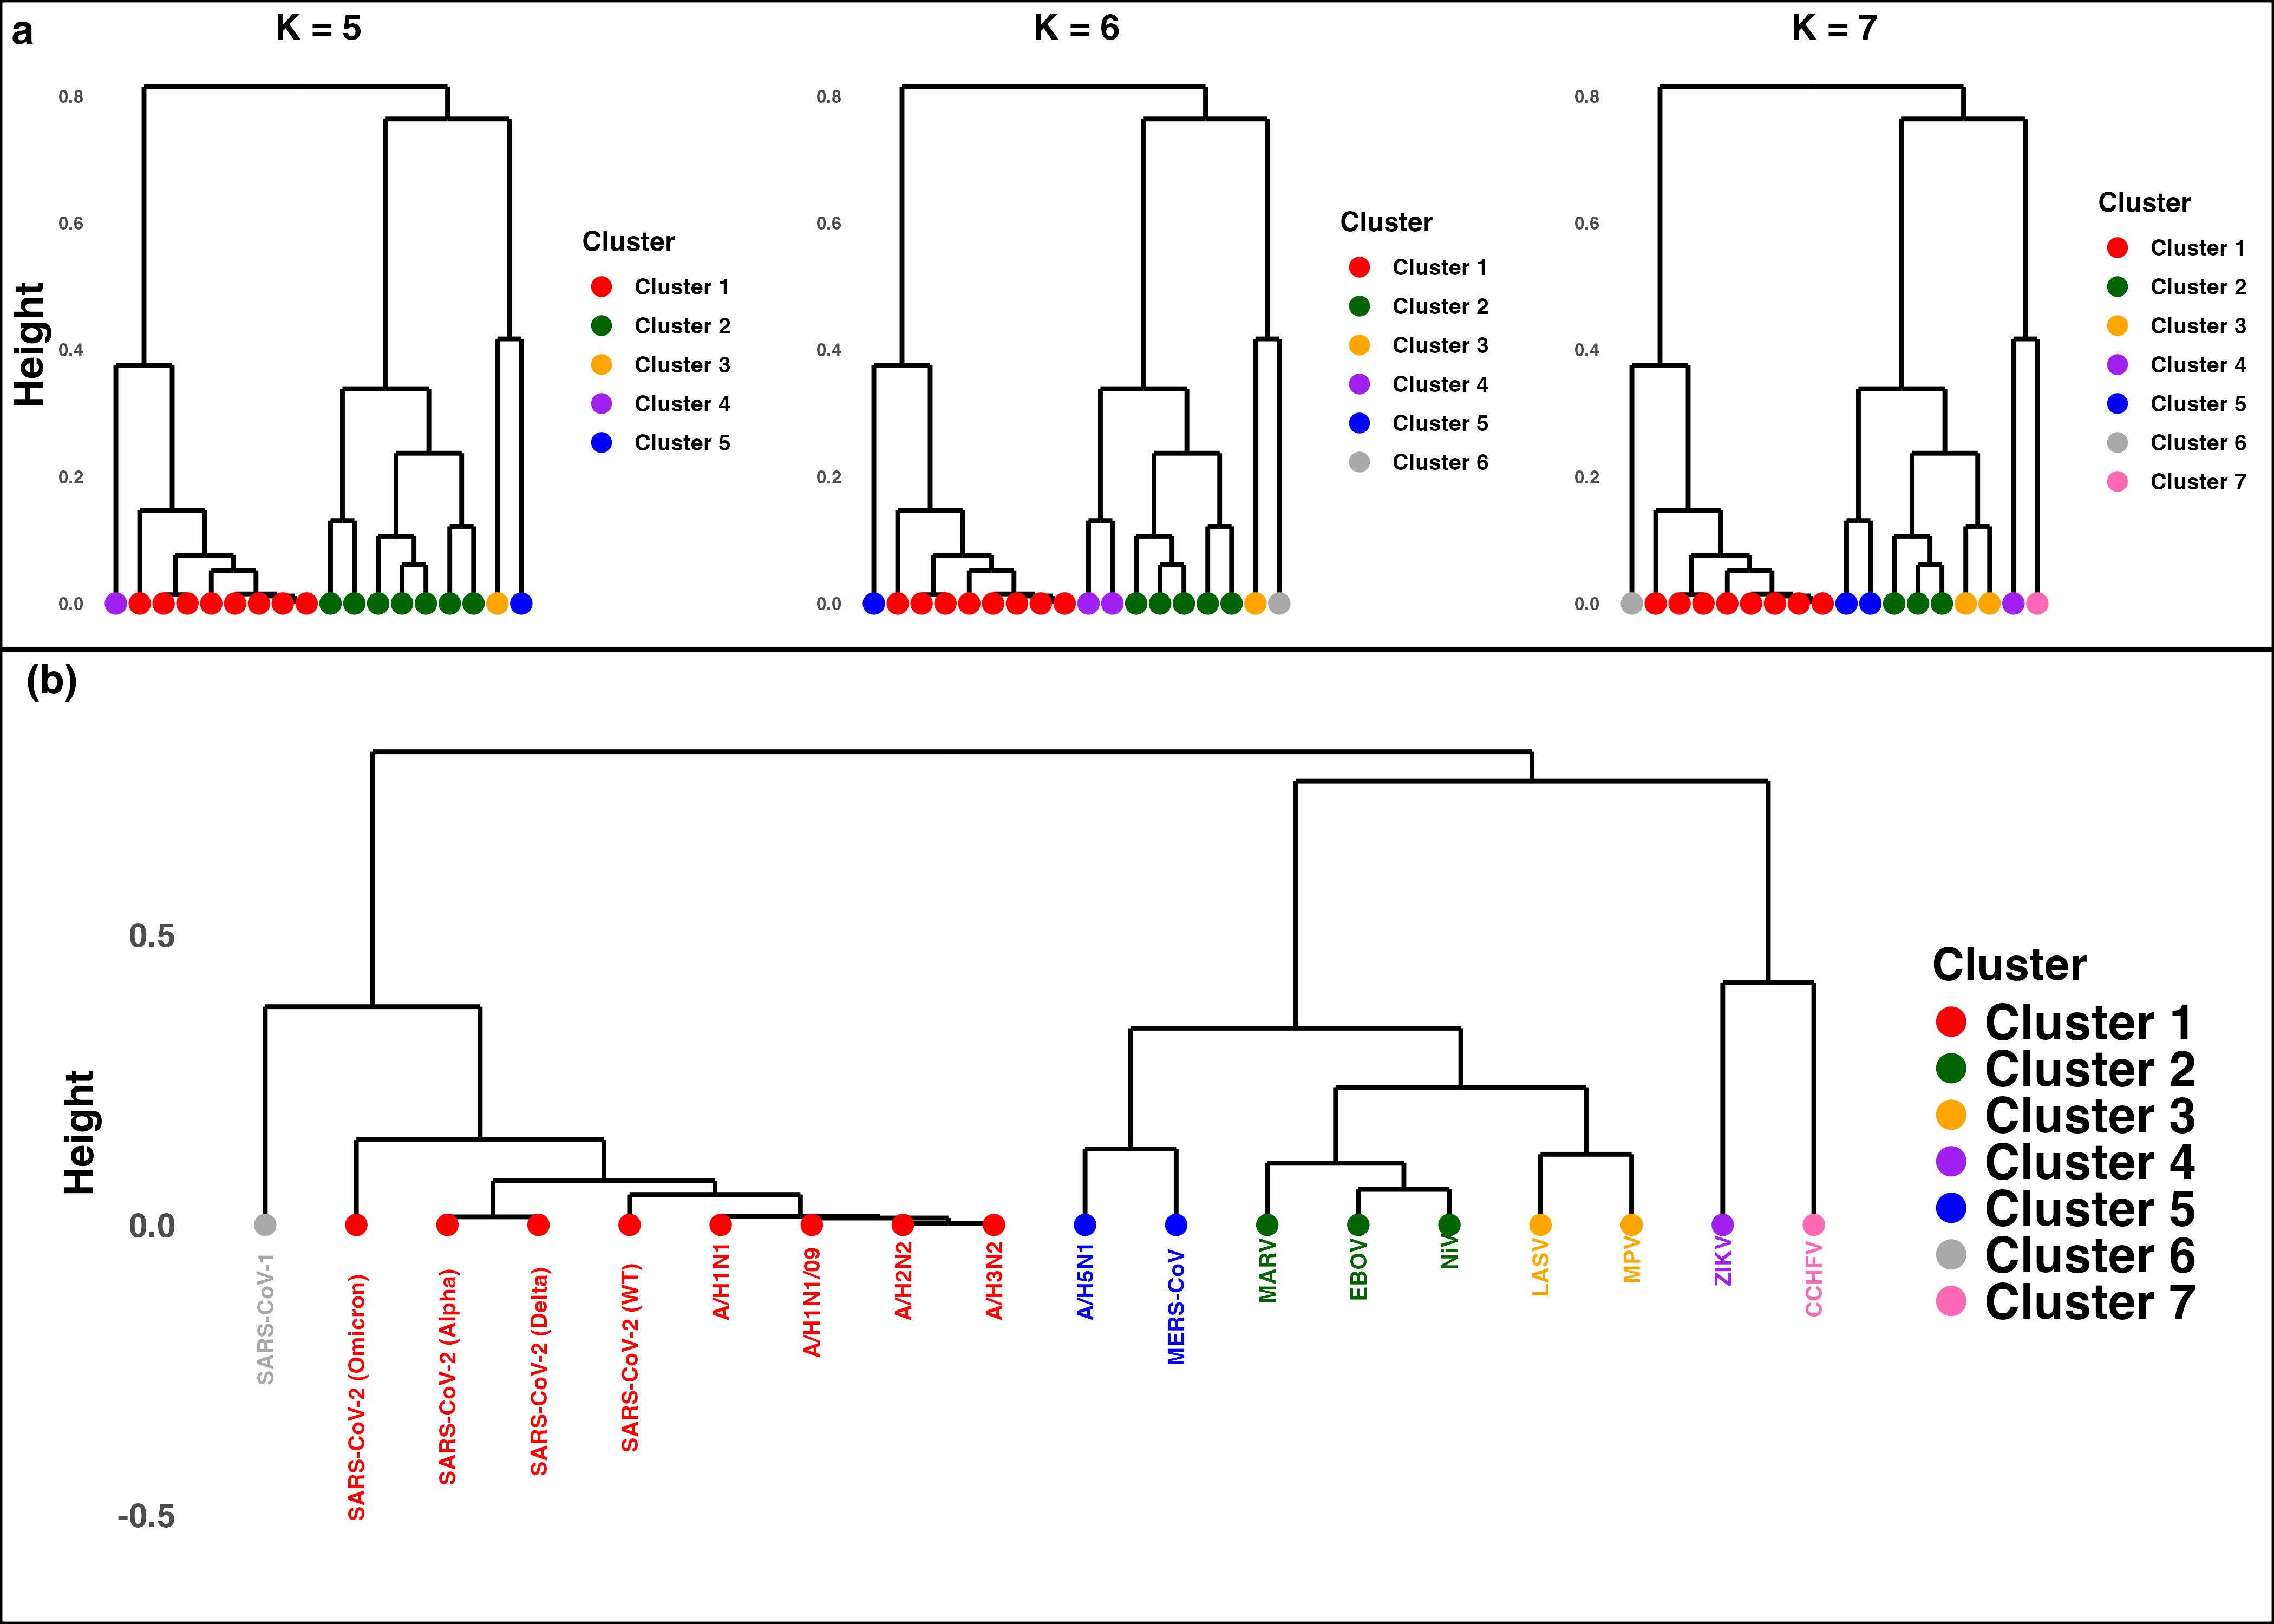 a
K = 5
K = 6
K = 7
Height
0.8
0.6
0.4
0.2
0.0
Cluster
Cluster 1
Cluster 2
Cluster 3
Cluster 4
Cluster 5
0.8
0.6
0.4
0.2
0.0
Cluster
Cluster 1
Cluster 2
Cluster 3
Cluster 4
Cluster 5
Cluster 6
0.8
0.6
0.4
0.2
0.0
Cluster
Cluster 1
Cluster 2
Cluster 3
Cluster 4
Cluster 5
Cluster 6
Cluster 7
(b)
Height
0.5
0.0
-0.5
SARS-CoV-1
SARS-CoV-2 (Omicron)
SARS-CoV-2 (Alpha)
SARS-CoV-2 (Delta)
SARS-CoV-2 (WT)
A/H1N1
A/H1N1/09
A/H2N2
A/H3N2
A/H5N1
MERS-CoV
MARV
EBOV
NiV
LASV
MPV
ZIKV
CCHFV
Cluster
Cluster 1
Cluster 2
Cluster 3
Cluster 4
Cluster 5
Cluster 6
Cluster 7